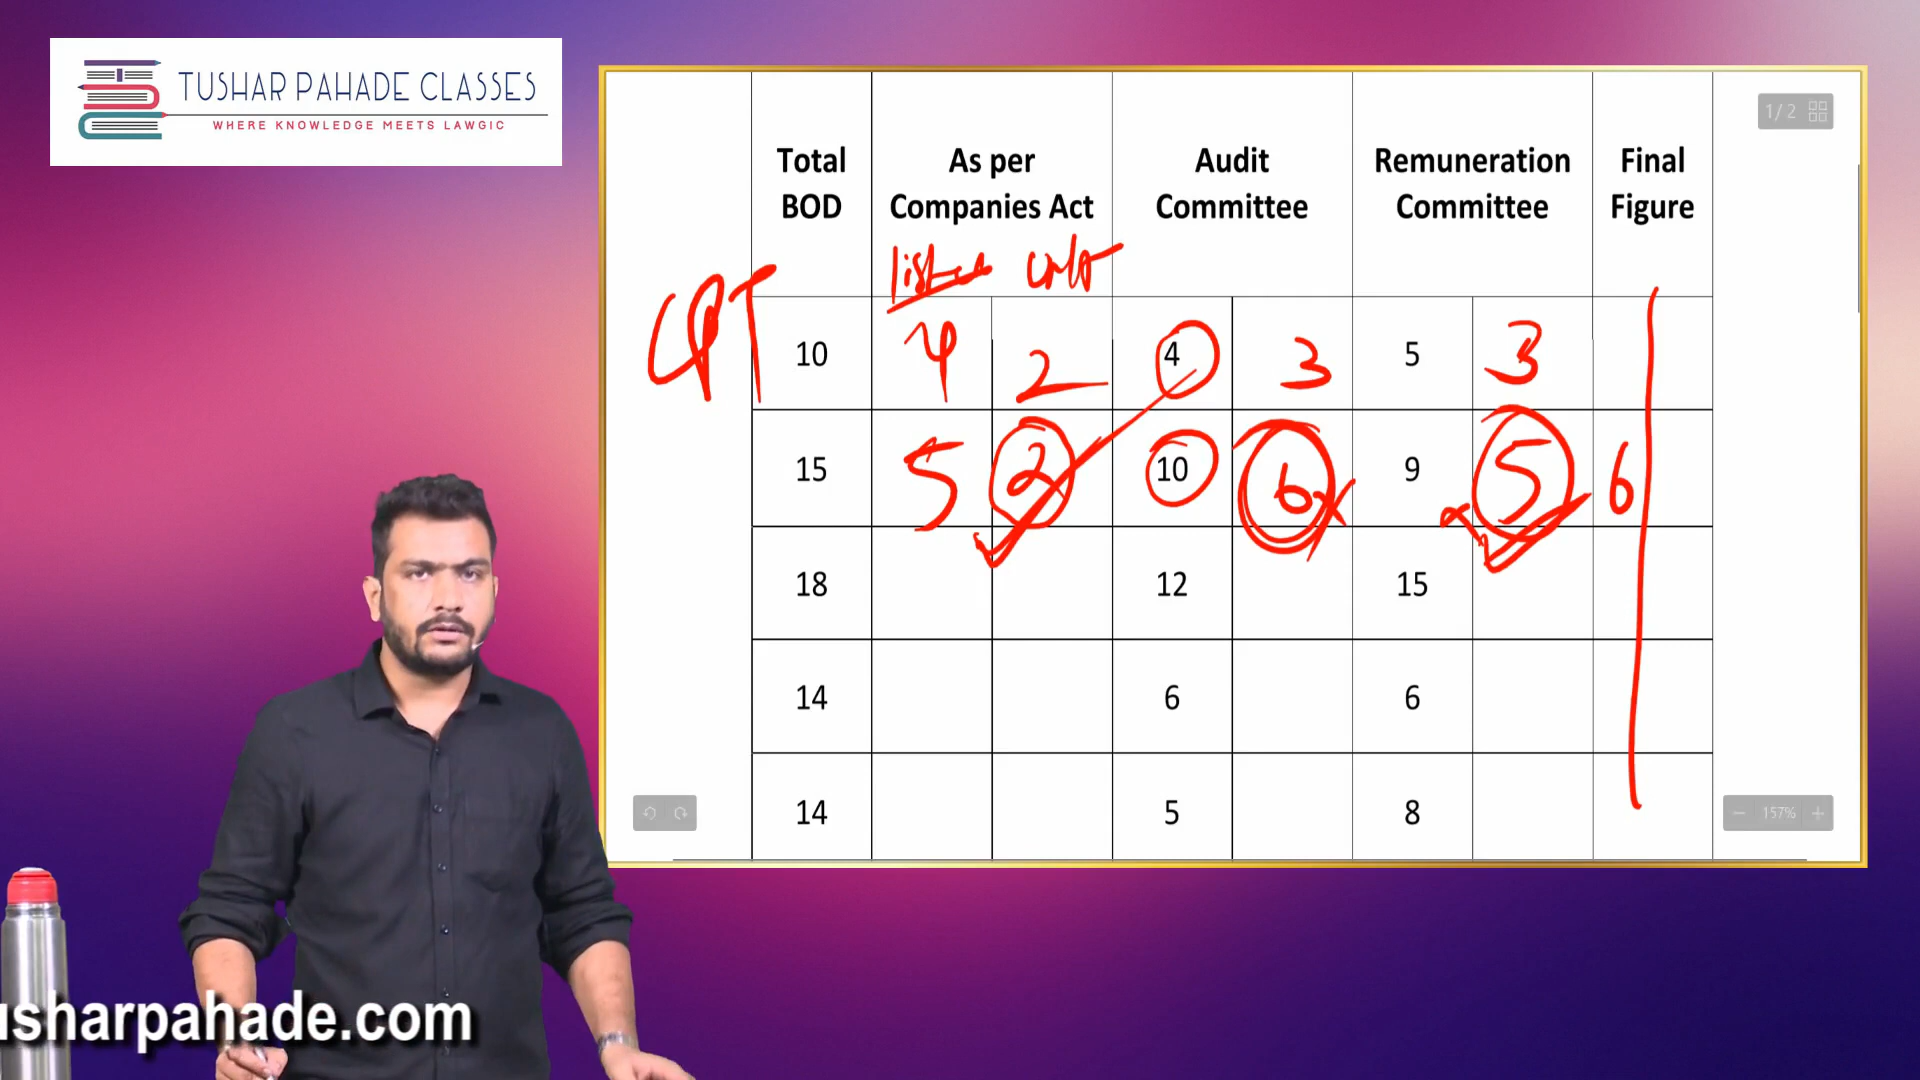 TUSHAR PAHADE CLASSES
WHERE KNOWLEDGE MEETS LAWGIC
1/2
Total BOD As per Companies Act Audit Committee Remuneration Committee Final Figure
listed
10 4 2 4 3 5 3
15 5 2 10 6 9 5 6
18 12 15
14 6 6
14 5 8
157%
usharpahade.com